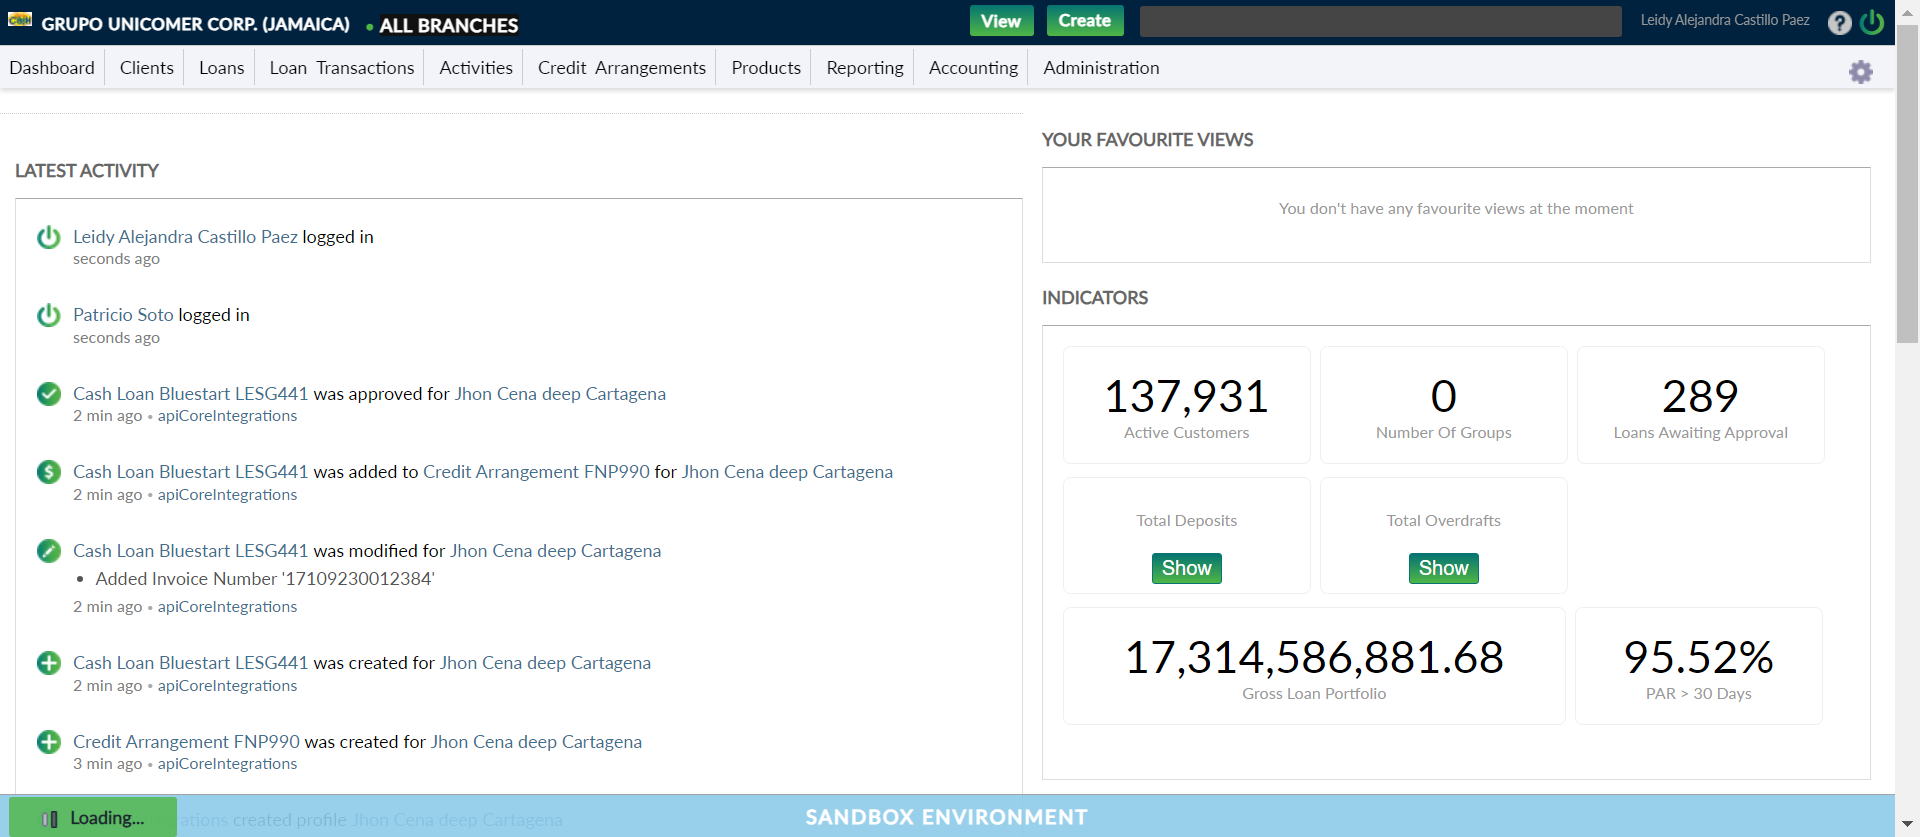 Cash
GRUPO UNICOMER CORP. (JAMAICA) • ALL BRANCHES
View
Create
Leidy Alejandra Castillo Paez
?
Dashboard
Clients
Loans
Loan Transactions
Activities
Credit Arrangements
Products
Reporting
Accounting
Administration
LATEST ACTIVITY
Leidy Alejandra Castillo Paez logged in
seconds ago
Patricio Soto logged in
seconds ago
Cash Loan Bluestart LESG441 was approved for Jhon Cena deep Cartagena
2 min ago • apiCoreIntegrations
Cash Loan Bluestart LESG441 was added to Credit Arrangement FNP990 for Jhon Cena deep Cartagena
2 min ago • apiCoreIntegrations
Cash Loan Bluestart LESG441 was modified for Jhon Cena deep Cartagena
• Added Invoice Number '17109230012384'
2 min ago • apiCoreIntegrations
Cash Loan Bluestart LESG441 was created for Jhon Cena deep Cartagena
2 min ago • apiCoreIntegrations
Credit Arrangement FNP990 was created for Jhon Cena deep Cartagena
3 min ago • apiCoreIntegrations
created profile Jhon Cena deep Cartagena
YOUR FAVOURITE VIEWS
You don't have any favourite views at the moment
INDICATORS
137,931
Active Customers
0
Number Of Groups
289
Loans Awaiting Approval
Total Deposits
Show
Total Overdrafts
Show
17,314,586,881.68
Gross Loan Portfolio
95.52%
PAR > 30 Days
Loading...
SANDBOX ENVIRONMENT